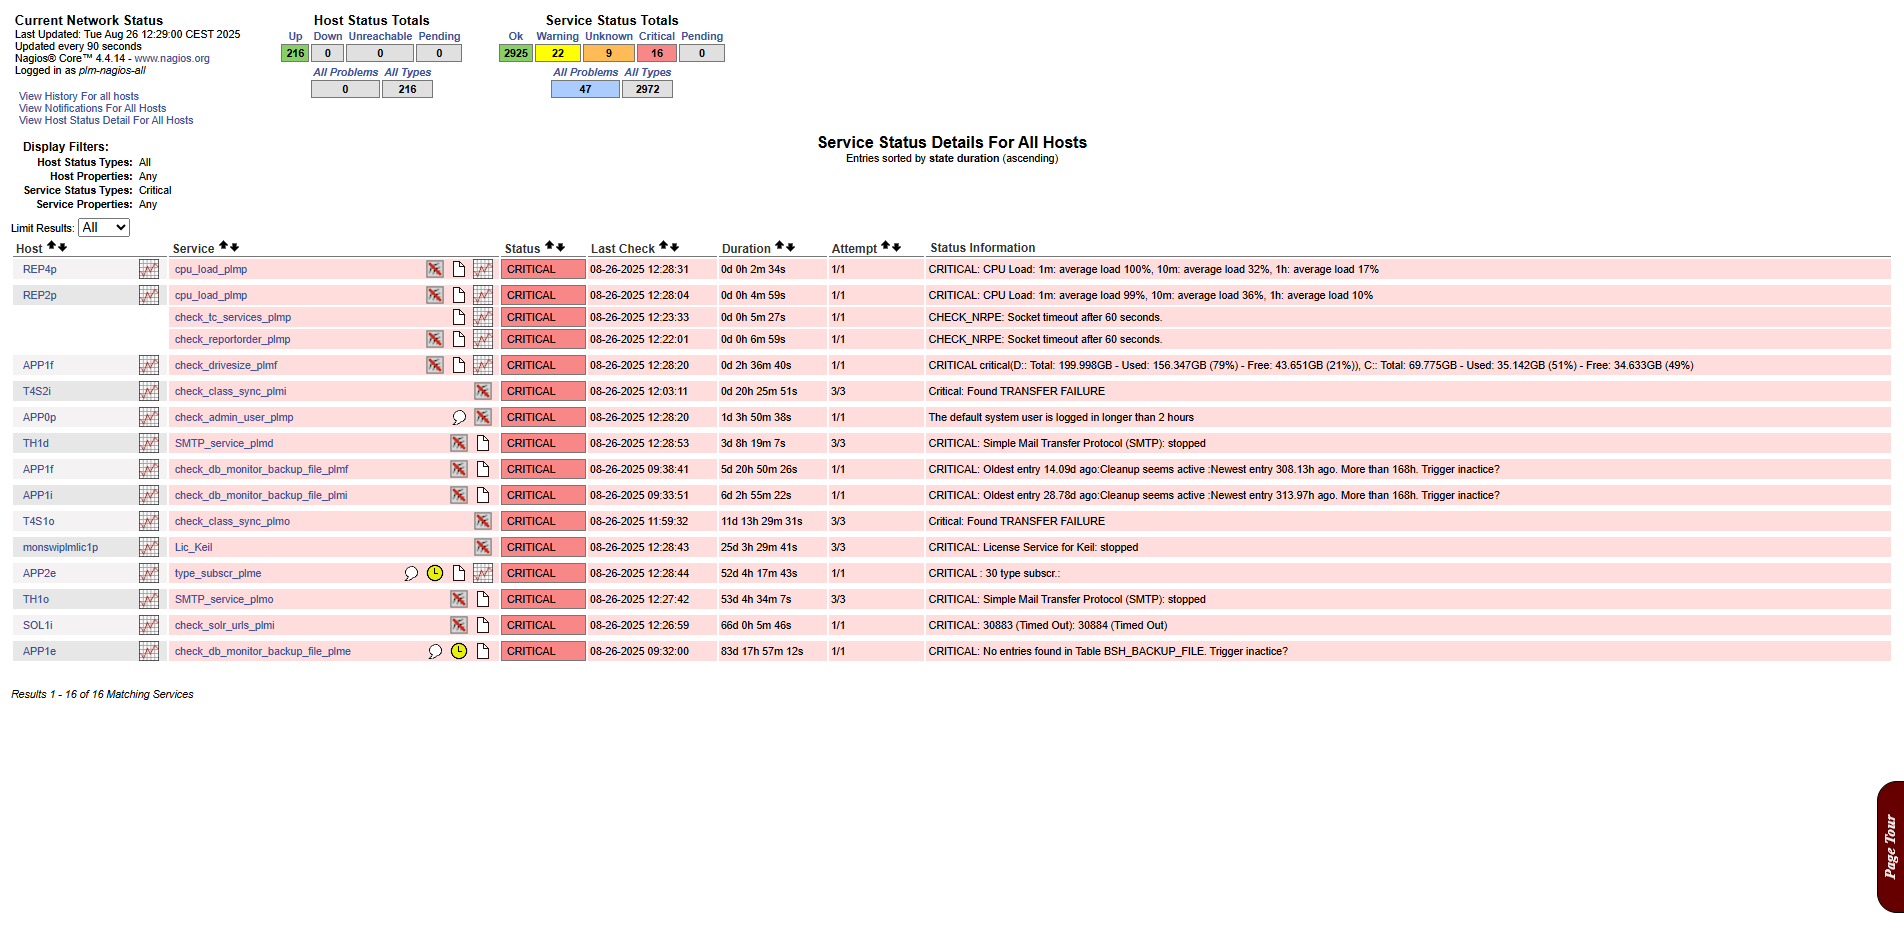 Current Network Status
Last Updated: Tue Aug 26 12:29:00 CEST 2025
Updated every 90 seconds
Nagios® Core™ 4.4.14 - www.nagios.org
Logged in as plm-nagios-all
View History For all hosts
View Notifications For All Hosts
View Host Status Detail For All Hosts
Host Status Totals
Up Down Unreachable Pending
216 0 0 0
All Problems All Types
0 216
Service Status Totals
Ok Warning Unknown Critical Pending
2925 22 9 16 0
All Problems All Types
47 2972
Display Filters:
Host Status Types: All
Host Properties: Any
Service Status Types: Critical
Service Properties: Any
Service Status Details For All Hosts
Entries sorted by state duration (ascending)
Limit Results: All
Host Service Status Last Check Duration Attempt Status Information
REP4p cpu_load_plmp CRITICAL 08-26-2025 12:28:31 0d 0h 2m 34s 1/1 CRITICAL: CPU Load: 1m: average load 100%, 10m: average load 32%, 1h: average load 17%
REP2p cpu_load_plmp CRITICAL 08-26-2025 12:28:04 0d 0h 4m 59s 1/1 CRITICAL: CPU Load: 1m: average load 99%, 10m: average load 36%, 1h: average load 10%
check_tc_services_plmp CRITICAL 08-26-2025 12:23:33 0d 0h 5m 27s 1/1 CHECK_NRPE: Socket timeout after 60 seconds.
check_reportorder_plmp CRITICAL 08-26-2025 12:22:01 0d 0h 6m 59s 1/1 CHECK_NRPE: Socket timeout after 60 seconds.
APP1f check_drivesize_plmf CRITICAL 08-26-2025 12:28:20 0d 2h 36m 40s 1/1 CRITICAL critical(D:: Total: 199.998GB - Used: 156.347GB (79%) - Free: 43.651GB (21%)), C:: Total: 69.775GB - Used: 35.142GB (51%) - Free: 34.633GB (49%)
T4S2i check_class_sync_plmi CRITICAL 08-26-2025 12:03:11 0d 20h 25m 51s 3/3 Critical: Found TRANSFER FAILURE
APP0p check_admin_user_plmp CRITICAL 08-26-2025 12:28:20 1d 3h 50m 38s 1/1 The default system user is logged in longer than 2 hours
TH1d SMTP_service_plmd CRITICAL 08-26-2025 12:28:53 3d 8h 19m 7s 3/3 CRITICAL: Simple Mail Transfer Protocol (SMTP): stopped
APP1f check_db_monitor_backup_file_plmf CRITICAL 08-26-2025 09:38:41 5d 20h 50m 26s 1/1 CRITICAL: Oldest entry 14.09d ago:Cleanup seems active :Newest entry 308.13h ago. More than 168h. Trigger inactice?
APP1i check_db_monitor_backup_file_plmi CRITICAL 08-26-2025 09:33:51 6d 2h 55m 22s 1/1 CRITICAL: Oldest entry 28.78d ago:Cleanup seems active :Newest entry 313.97h ago. More than 168h. Trigger inactice?
T4S1o check_class_sync_plmo CRITICAL 08-26-2025 11:59:32 11d 13h 29m 31s 3/3 Critical: Found TRANSFER FAILURE
monswiplmlic1p Lic_Keil CRITICAL 08-26-2025 12:28:43 25d 3h 29m 41s 3/3 CRITICAL: License Service for Keil: stopped
APP2e type_subscr_plme CRITICAL 08-26-2025 12:28:44 52d 4h 17m 43s 1/1 CRITICAL : 30 type subscr.:
TH1o SMTP_service_plmo CRITICAL 08-26-2025 12:27:42 53d 4h 34m 7s 3/3 CRITICAL: Simple Mail Transfer Protocol (SMTP): stopped
SOL1i check_solr_urls_plmi CRITICAL 08-26-2025 12:26:59 66d 0h 5m 46s 1/1 CRITICAL: 30883 (Timed Out): 30884 (Timed Out)
APP1e check_db_monitor_backup_file_plme CRITICAL 08-26-2025 09:32:00 83d 17h 57m 12s 1/1 CRITICAL: No entries found in Table BSH_BACKUP_FILE. Trigger inactice?
Results 1 - 16 of 16 Matching Services
Page Tour